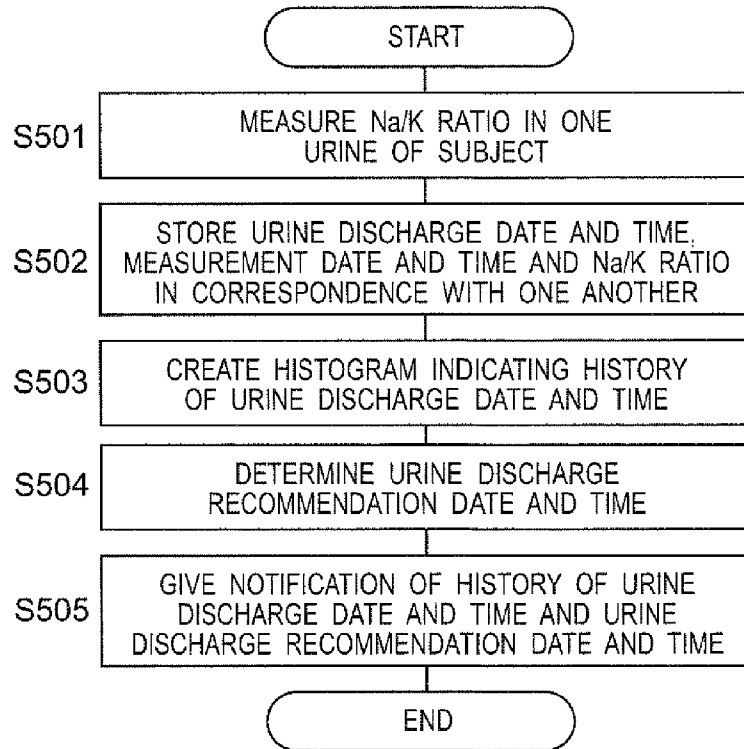 START
S501
MEASURE Na/K RATIO IN ONE
URINE OF SUBJECT
S502
STORE URINE DISCHARGE DATE AND TIME,
MEASUREMENT DATE AND TIME AND Na/K RATIO
IN CORRESPONDENCE WITH ONE ANOTHER
S503
CREATE HISTOGRAM INDICATING HISTORY
OF URINE DISCHARGE DATE AND TIME
S504
DETERMINE URINE DISCHARGE
RECOMMENDATION DATE AND TIME
S505
GIVE NOTIFICATION OF HISTORY OF URINE
DISCHARGE DATE AND TIME AND URINE
DISCHARGE RECOMMENDATION DATE AND TIME
END